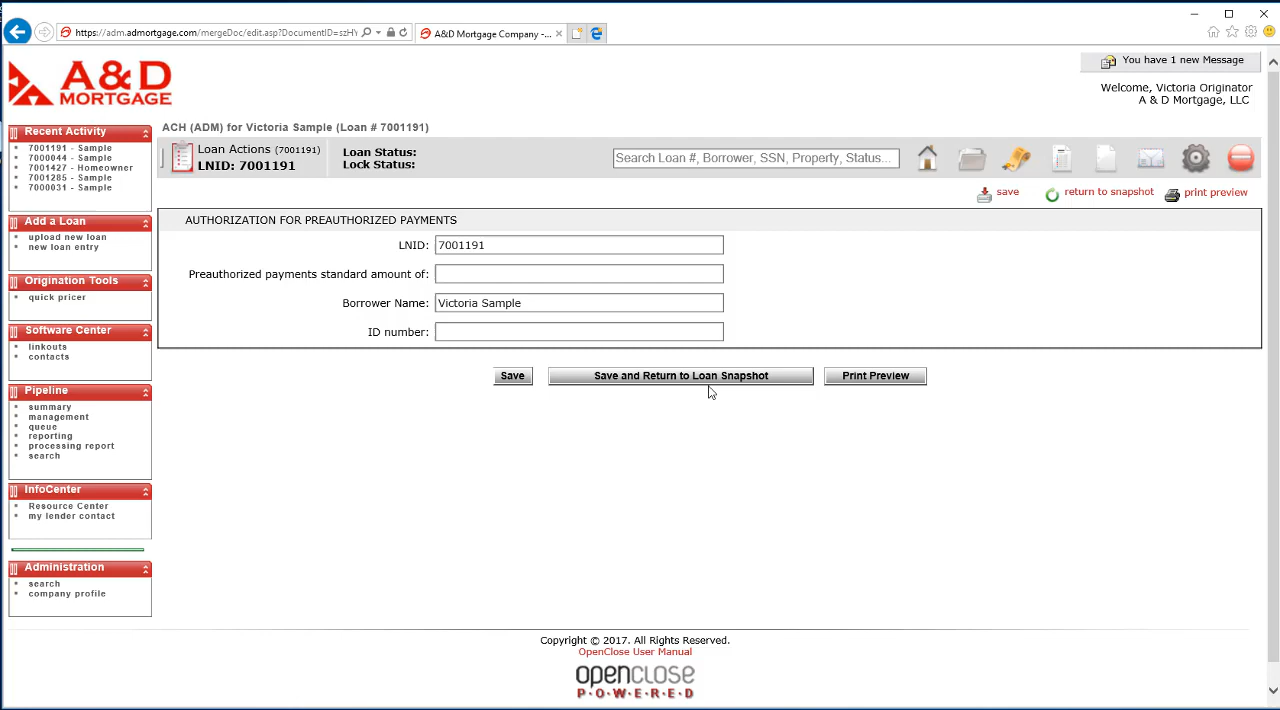 https://adm.admortgage.com/mergeDoc/edit.asp?DocumentID=szHY
A&D Mortgage Company -...
You have 1 new Message
A&D
MORTGAGE
Welcome, Victoria Originator
A & D Mortgage, LLC
ACH (ADM) for Victoria Sample (Loan # 7001191)
Recent Activity
7001191 - Sample
7000044 - Sample
7001427 - Homeowner
7001285 - Sample
7000031 - Sample
Loan Actions (7001191)
LNID: 7001191
Loan Status:
Lock Status:
Search Loan #, Borrower, SSN, Property, Status...
save
return to snapshot
print preview
Add a Loan
upload new loan
new loan entry
Origination Tools
quick pricer
Software Center
linkouts
contacts
Pipeline
summary
management
queue
reporting
processing report
search
InfoCenter
Resource Center
my lender contact
Administration
search
company profile
AUTHORIZATION FOR PREAUTHORIZED PAYMENTS
LNID: 7001191
Preauthorized payments standard amount of:
Borrower Name: Victoria Sample
ID number:
Save
Save and Return to Loan Snapshot
Print Preview
Copyright © 2017. All Rights Reserved.
OpenClose User Manual
openclose
P•O•W•E•R•E•D